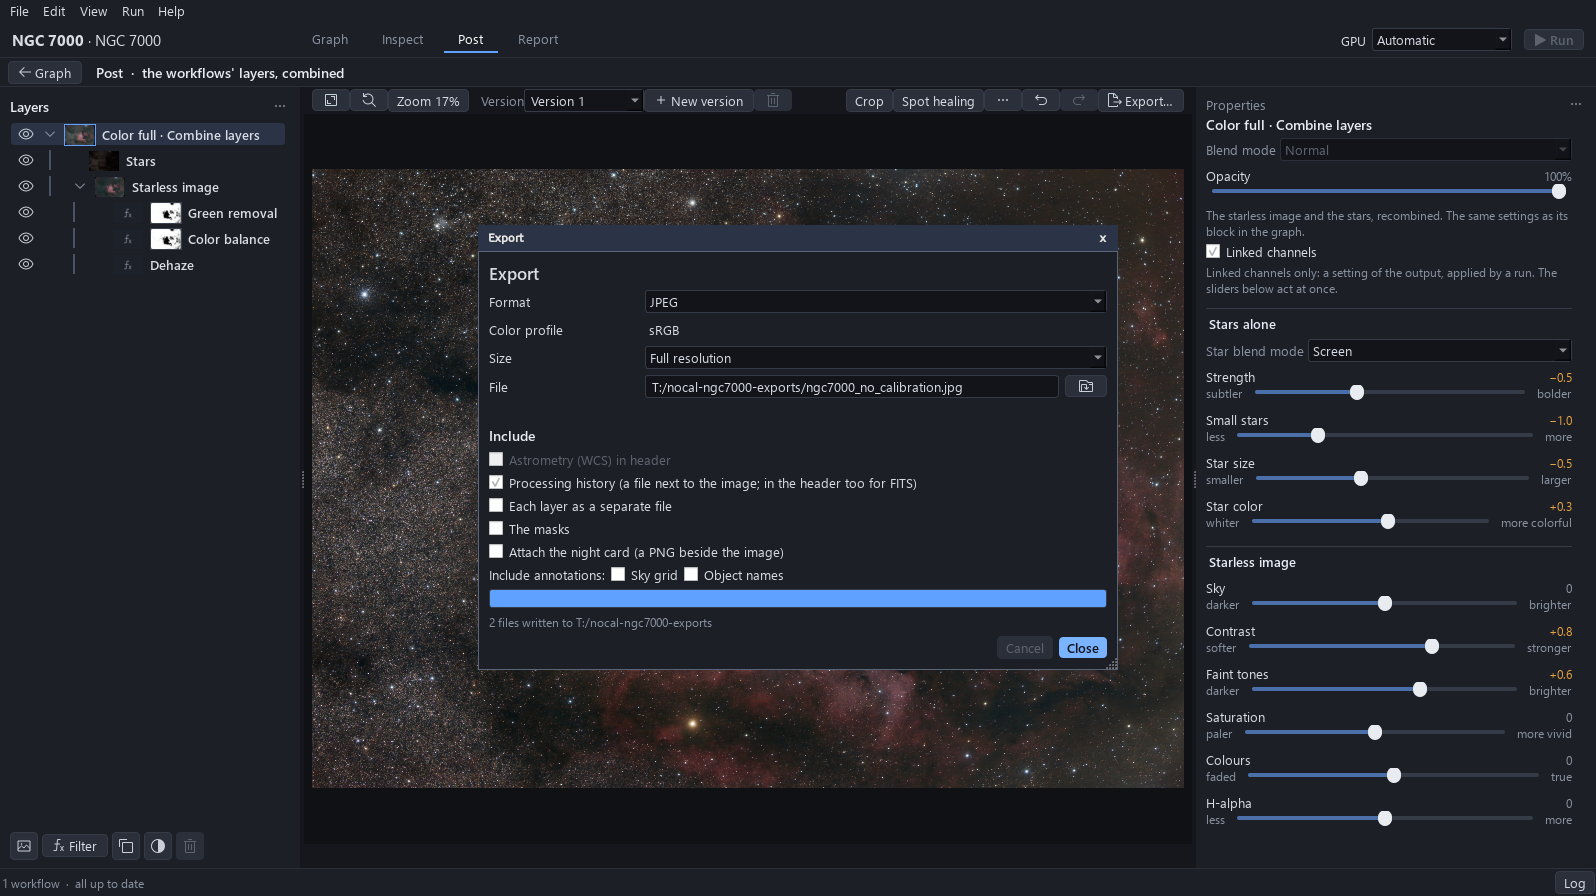 File Edit View Run Help
NGC 7000 · NGC 7000
Graph Inspect Post Report
GPU Automatic Run
Graph
Post · the workflows' layers, combined
Layers
Color full · Combine layers
Stars
Starless image
Green removal
Color balance
Dehaze
Filter
Zoom 17% Version Version 1 + New version
Crop Spot healing ... Export...
Export x
Export
Format JPEG
Color profile sRGB
Size Full resolution
File T:/nocal-ngc7000-exports/ngc7000_no_calibration.jpg
Include
Astrometry (WCS) in header
Processing history (a file next to the image; in the header too for FITS)
Each layer as a separate file
The masks
Attach the night card (a PNG beside the image)
Include annotations: Sky grid Object names
2 files written to T:/nocal-ngc7000-exports
Cancel Close
Properties
Color full · Combine layers
Blend mode Normal
Opacity 100%
The starless image and the stars, recombined. The same settings as its
block in the graph.
Linked channels
Linked channels only: a setting of the output, applied by a run. The
sliders below act at once.
Stars alone
Star blend mode Screen
Strength −0.5
subtler bolder
Small stars −1.0
less more
Star size −0.5
smaller larger
Star color +0.3
whiter more colorful
Starless image
Sky 0
darker brighter
Contrast +0.8
softer stronger
Faint tones +0.6
darker brighter
Saturation 0
paler more vivid
Colours 0
faded true
H-alpha 0
less more
1 workflow · all up to date
Log